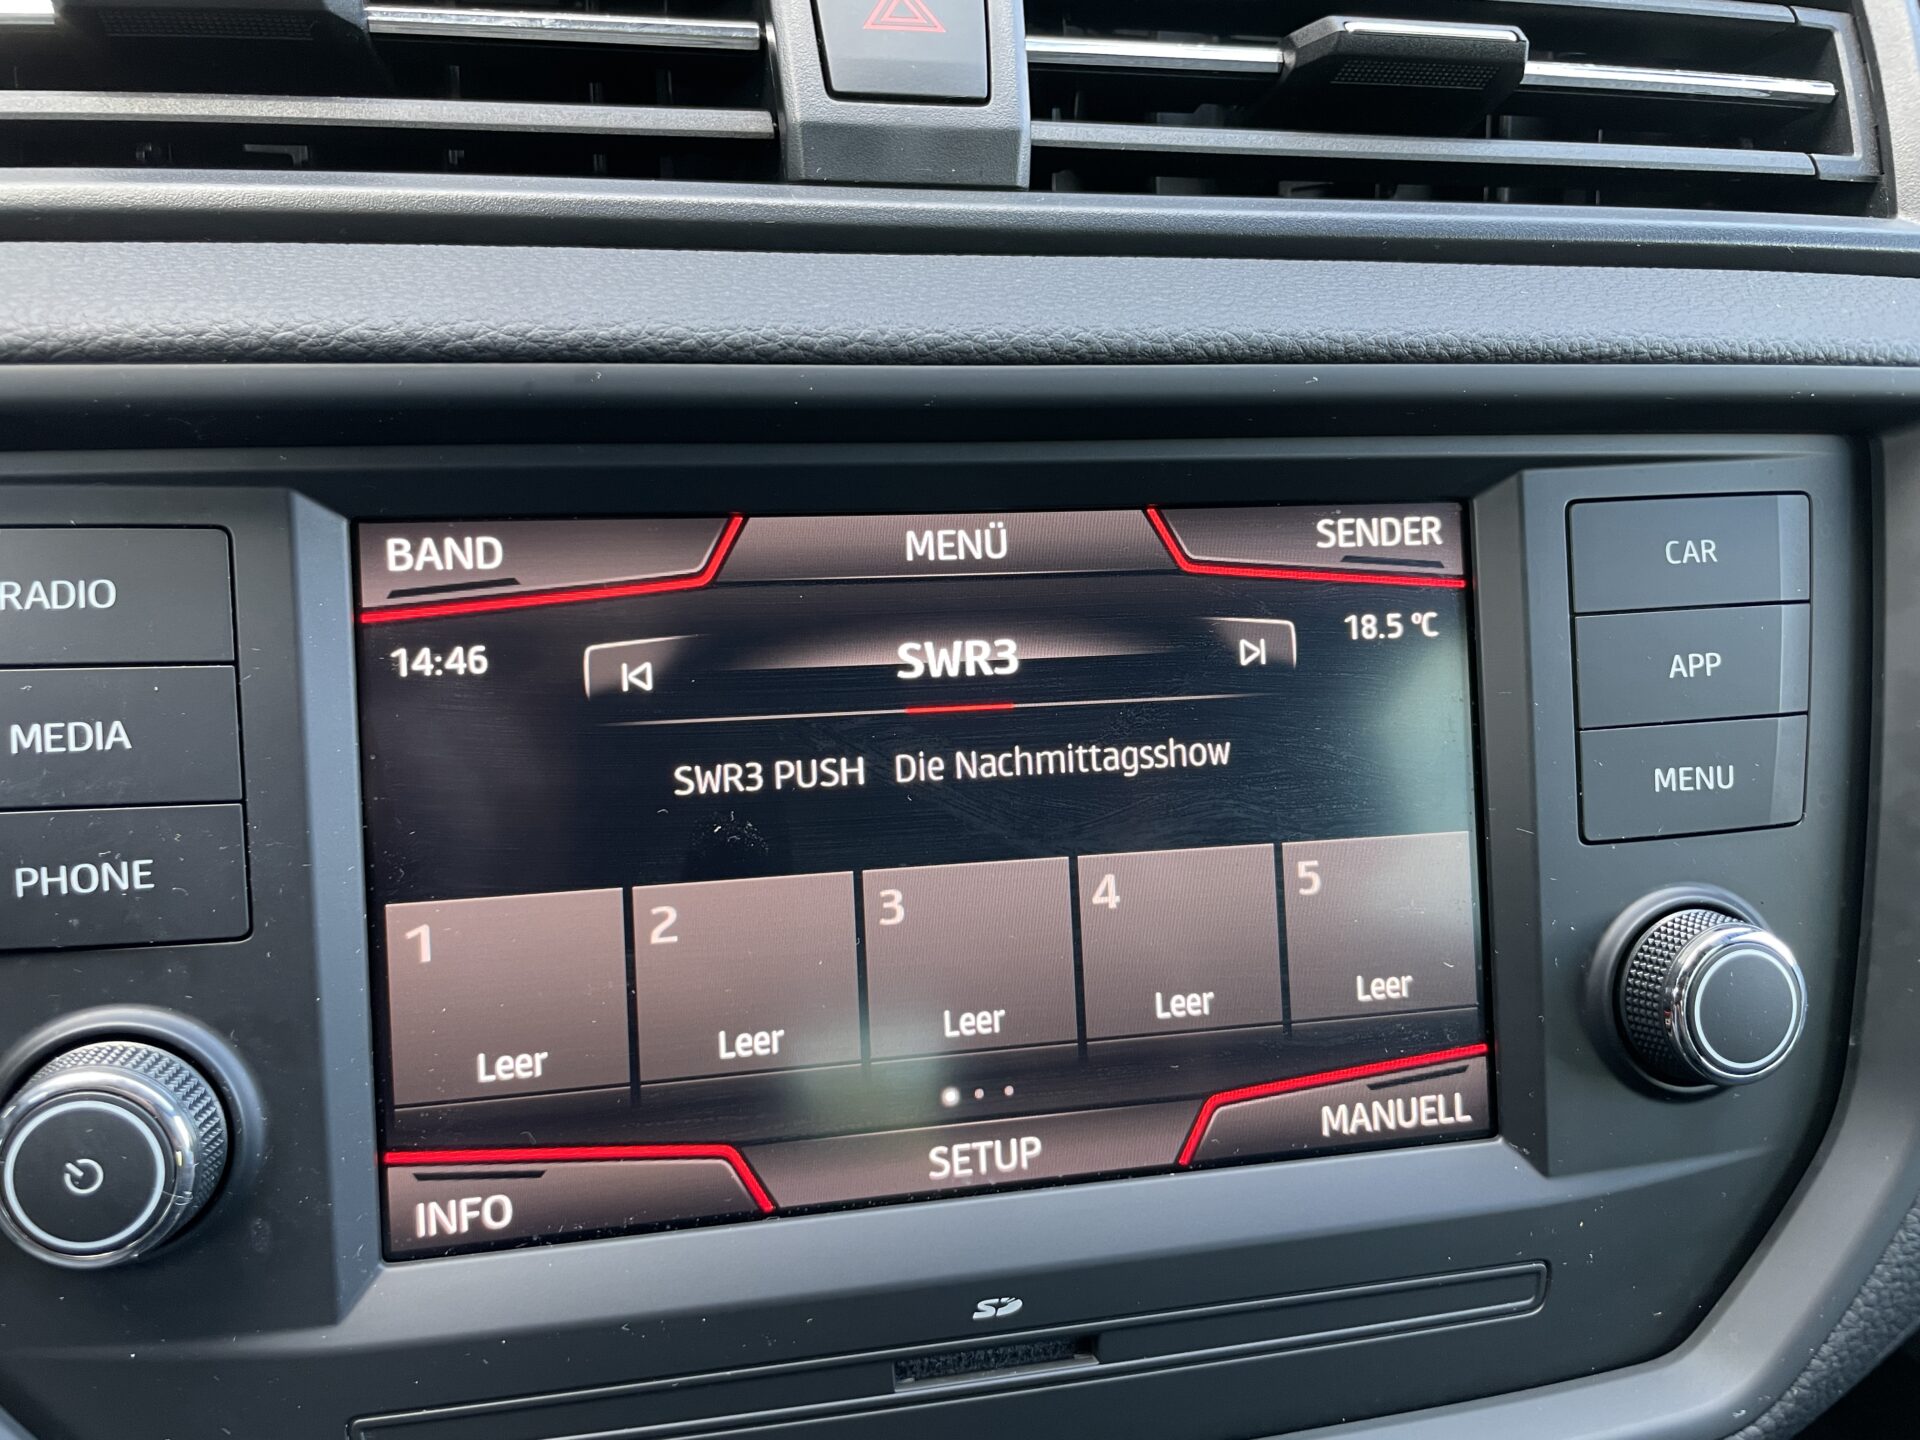 BAND MENÜ SENDER
14:46 SWR3 18.5 ºC
SWR3 PUSH Die Nachmittagsshow
1 2 3 4 5
Leer Leer Leer Leer Leer
INFO SETUP MANUELL
RADIO
MEDIA
PHONE
CAR
APP
MENU
SD